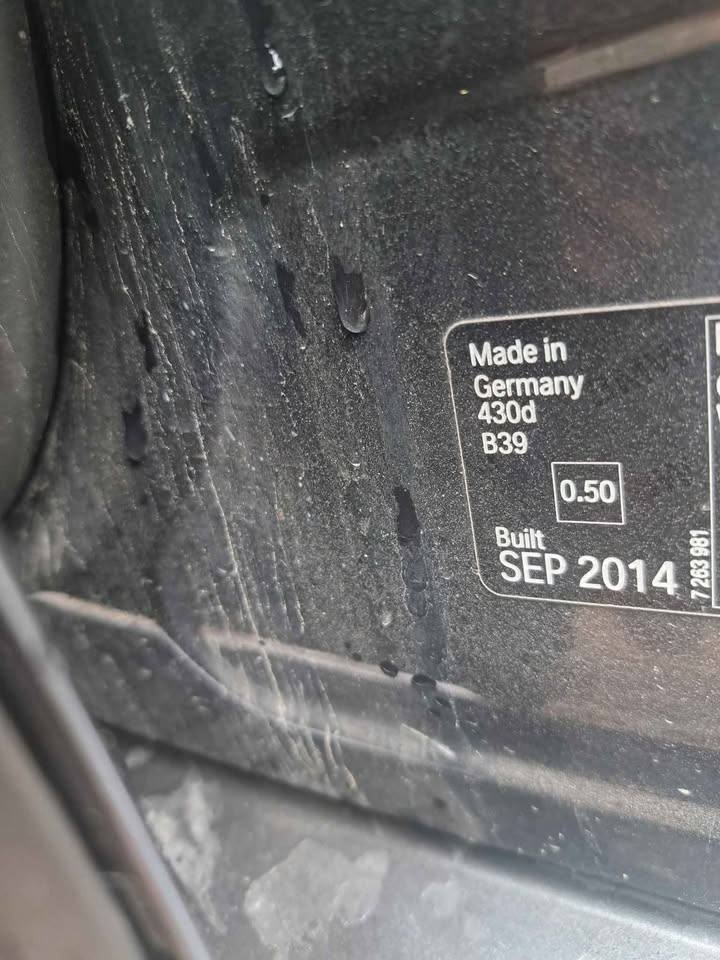 Made in
Germany
430d
B39
0.50
Built
SEP 2014
7 263 981